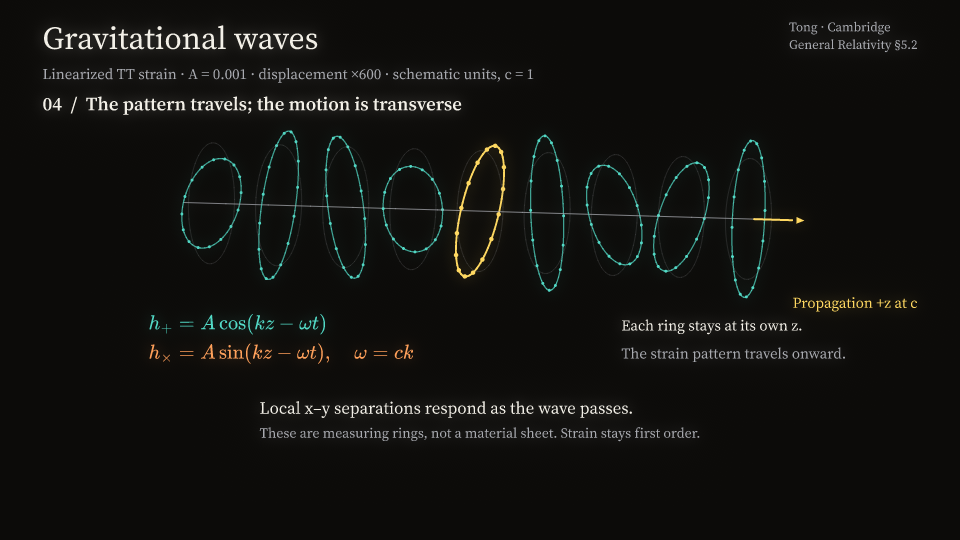 Gravitational waves
Tong · Cambridge
General Relativity §5.2
Linearized TT strain · A = 0.001 · displacement ×600 · schematic units, c = 1
04 / The pattern travels; the motion is transverse
Propagation +z at c
h₊ = A cos(kz − ωt)
h× = A sin(kz − ωt),  ω = ck
Each ring stays at its own z.
The strain pattern travels onward.
Local x–y separations respond as the wave passes.
These are measuring rings, not a material sheet. Strain stays first order.